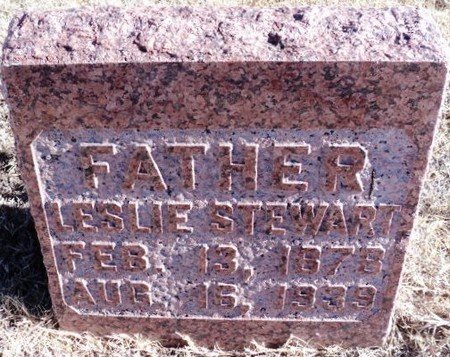 FATHER
LESLIE STEWART
FEB. 13, 1878
AUG. 16, 1939